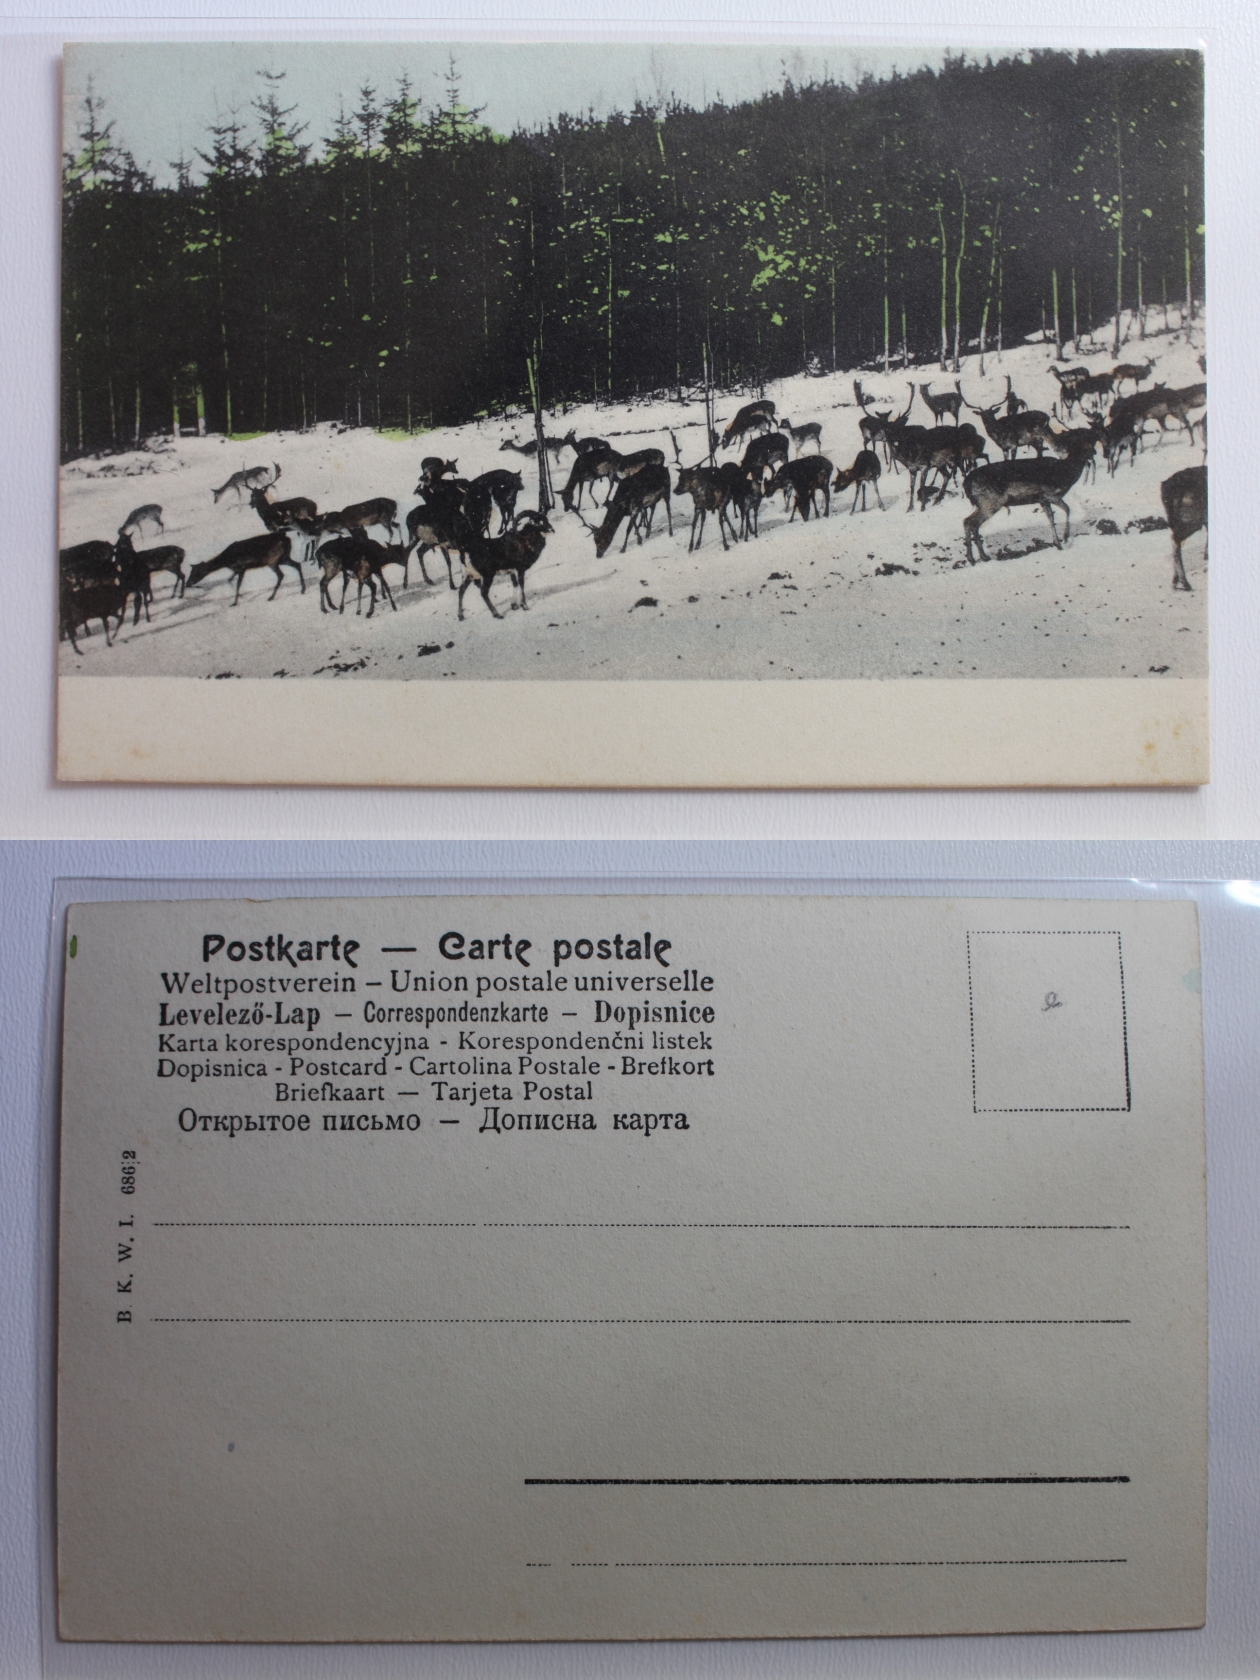 Postkarte — Carte postale
Weltpostverein – Union postale universelle
Levelező-Lap – Correspondenzkarte – Dopisnice
Karta korespondencyjna - Korespondenčni listek
Dopisnica - Postcard - Cartolina Postale - Brefkort
Briefkaart — Tarjeta Postal
Открытое письмо — Дописна карта
B. K. W. I. 686|2